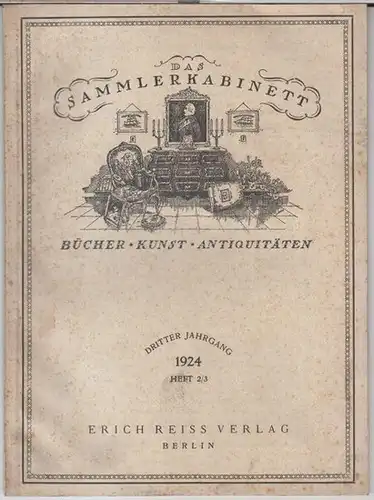 DAS
SAMMLERKABINETT
BÜCHER · KUNST · ANTIQUITÄTEN
DRITTER JAHRGANG
1924
HEFT 2/3
ERICH REISS VERLAG
BERLIN